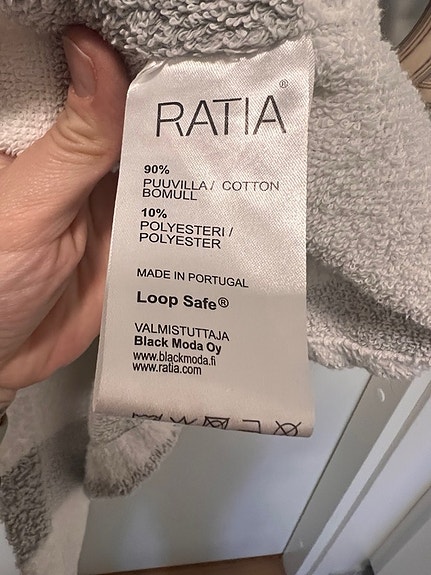 RATIA®
90%
PUUVILLA / COTTON
BOMULL
10%
POLYESTERI /
POLYESTER
MADE IN PORTUGAL
Loop Safe®
VALMISTUTTAJA
Black Moda Oy
www.blackmoda.fi
www.ratia.com